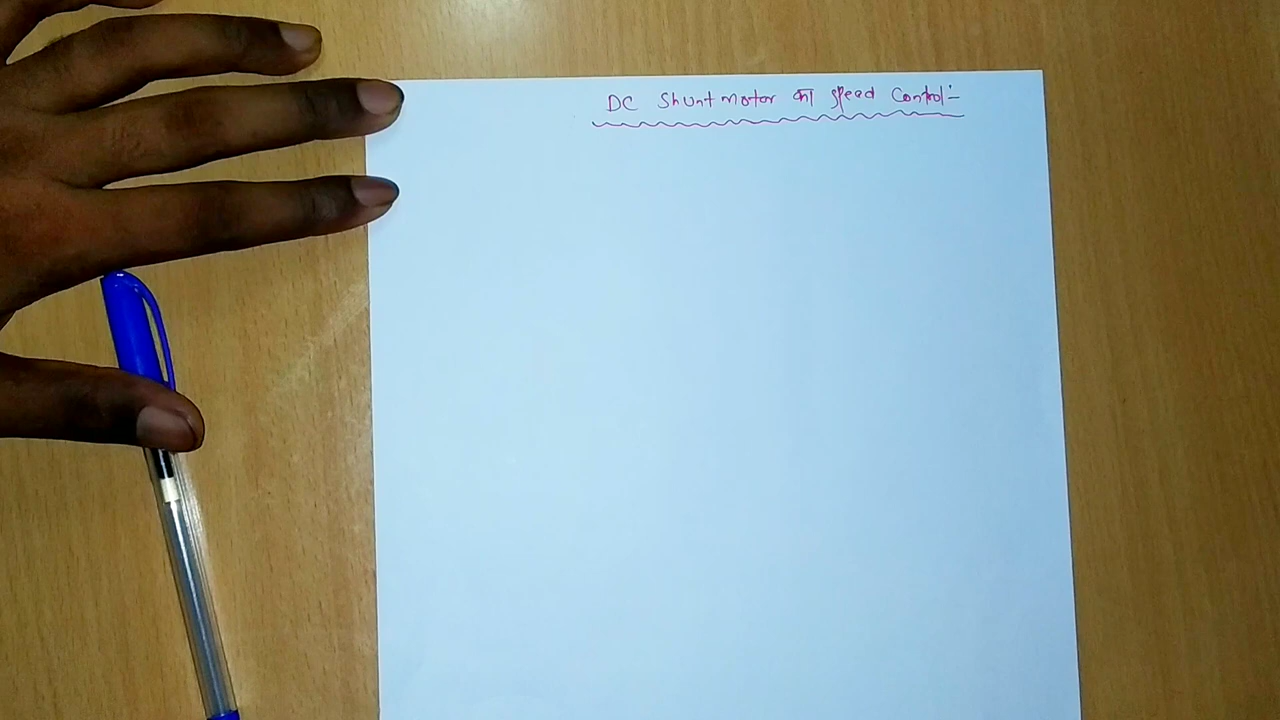 DC Shunt motor का speed Control:-